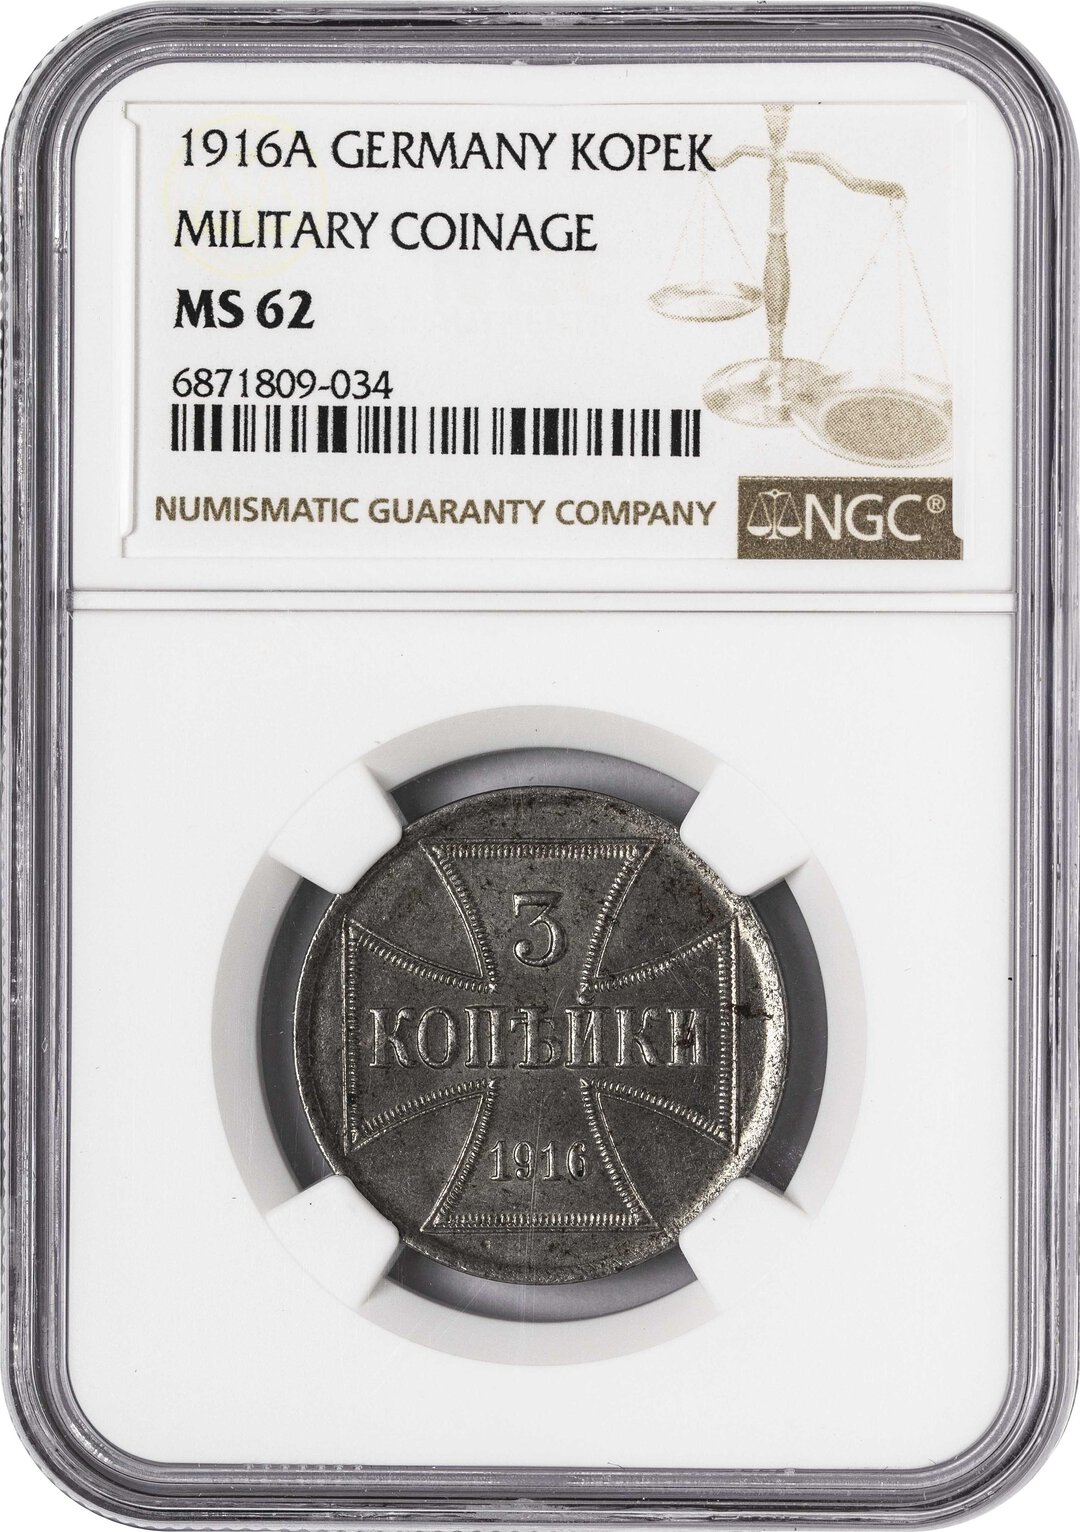 1916A GERMANY KOPEK
MILITARY COINAGE
MS 62
6871809-034
NUMISMATIC GUARANTY COMPANY
NGC®
3
КОПѢЙКИ
1916